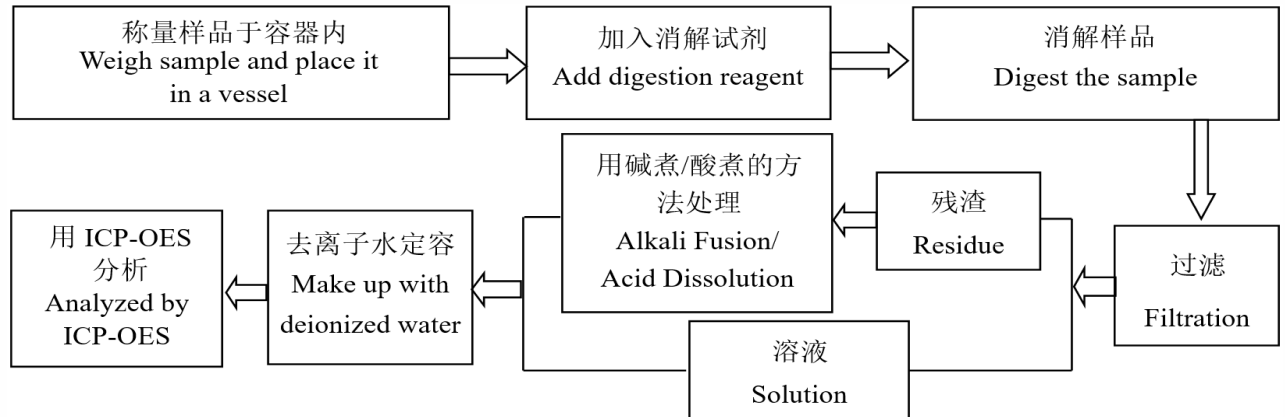 称量样品于容器内
Weigh sample and place it
in a vessel
加入消解试剂
Add digestion reagent
消解样品
Digest the sample
过滤
Filtration
残渣
Residue
用碱煮/酸煮的方
法处理
Alkali Fusion/
Acid Dissolution
溶液
Solution
去离子水定容
Make up with
deionized water
用 ICP-OES
分析
Analyzed by
ICP-OES